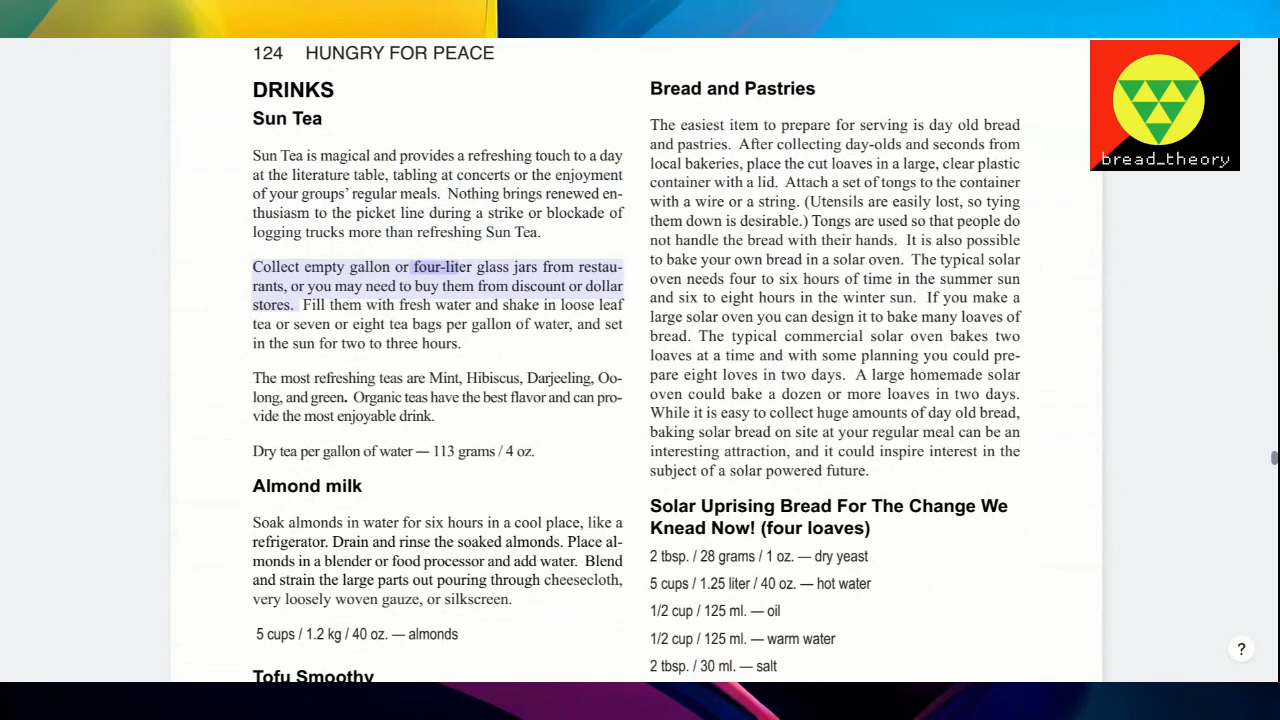 124 HUNGRY FOR PEACE
DRINKS
Sun Tea
Sun Tea is magical and provides a refreshing touch to a day
at the literature table, tabling at concerts or the enjoyment
of your groups' regular meals. Nothing brings renewed en-
thusiasm to the picket line during a strike or blockade of
logging trucks more than refreshing Sun Tea.
Collect empty gallon or four-liter glass jars from restau-
rants, or you may need to buy them from discount or dollar
stores. Fill them with fresh water and shake in loose leaf
tea or seven or eight tea bags per gallon of water, and set
in the sun for two to three hours.
The most refreshing teas are Mint, Hibiscus, Darjeeling, Oo-
long, and green. Organic teas have the best flavor and can pro-
vide the most enjoyable drink.
Dry tea per gallon of water — 113 grams / 4 oz.
Almond milk
Soak almonds in water for six hours in a cool place, like a
refrigerator. Drain and rinse the soaked almonds. Place al-
monds in a blender or food processor and add water. Blend
and strain the large parts out pouring through cheesecloth,
very loosely woven gauze, or silkscreen.
5 cups / 1.2 kg / 40 oz. — almonds
Tofu Smoothy
Bread and Pastries
The easiest item to prepare for serving is day old bread
and pastries. After collecting day-olds and seconds from
local bakeries, place the cut loaves in a large, clear plastic
container with a lid. Attach a set of tongs to the container
with a wire or a string. (Utensils are easily lost, so tying
them down is desirable.) Tongs are used so that people do
not handle the bread with their hands. It is also possible
to bake your own bread in a solar oven. The typical solar
oven needs four to six hours of time in the summer sun
and six to eight hours in the winter sun. If you make a
large solar oven you can design it to bake many loaves of
bread. The typical commercial solar oven bakes two
loaves at a time and with some planning you could pre-
pare eight loves in two days. A large homemade solar
oven could bake a dozen or more loaves in two days.
While it is easy to collect huge amounts of day old bread,
baking solar bread on site at your regular meal can be an
interesting attraction, and it could inspire interest in the
subject of a solar powered future.
Solar Uprising Bread For The Change We
Knead Now! (four loaves)
2 tbsp. / 28 grams / 1 oz. — dry yeast
5 cups / 1.25 liter / 40 oz. — hot water
1/2 cup / 125 ml. — oil
1/2 cup / 125 ml. — warm water
2 tbsp. / 30 ml. — salt
bread_theory
?